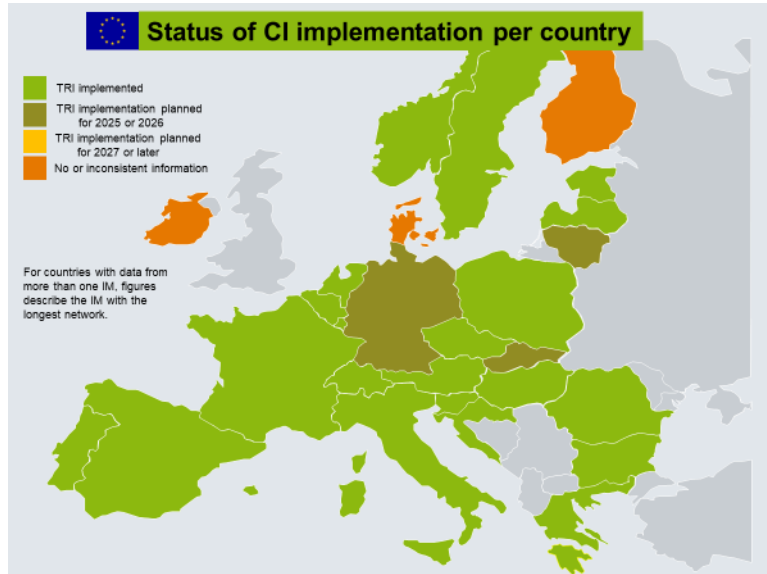 Status of CI implementation per country
TRI implemented
TRI implementation planned
for 2025 or 2026
TRI implementation planned
for 2027 or later
No or inconsistent information
For countries with data from
more than one IM, figures
describe the IM with the
longest network.